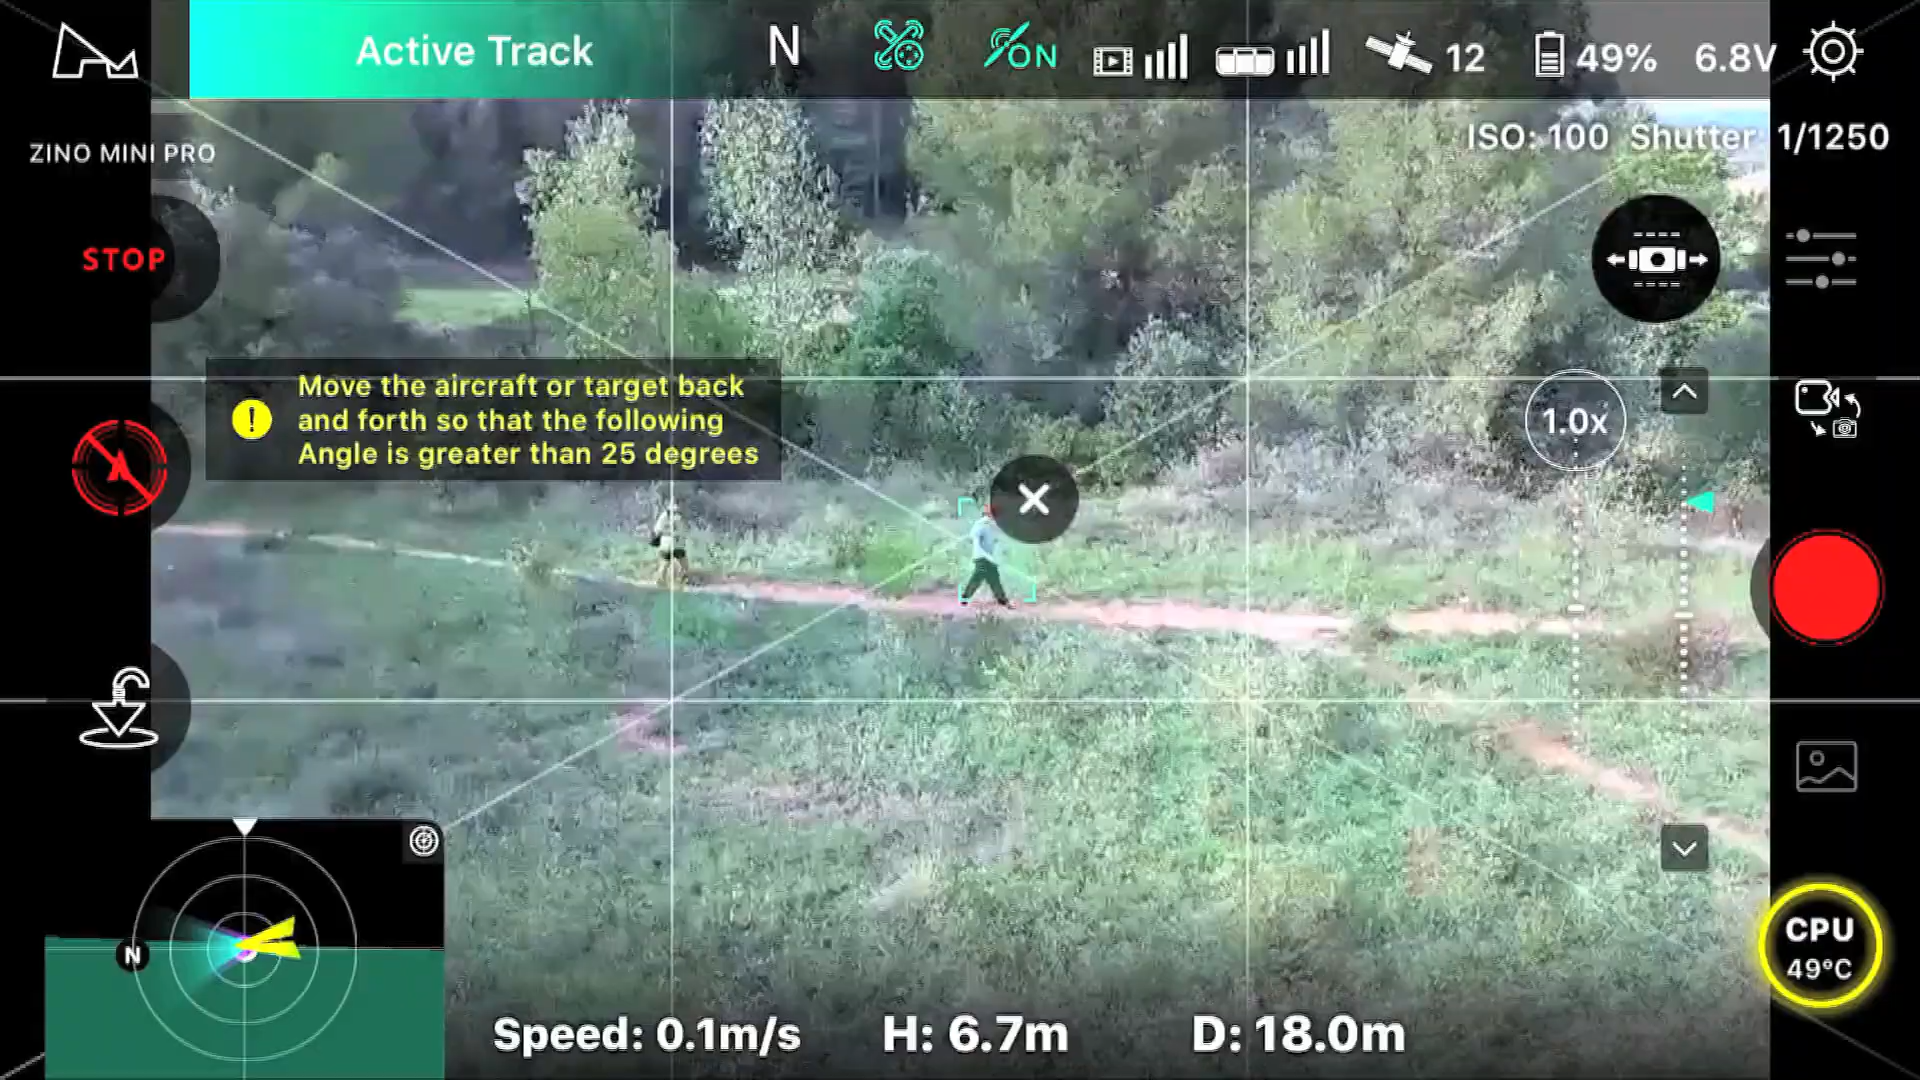 Active Track
N
ON
12
49%
6.8V
ZINO MINI PRO
ISO: 100 Shutter 1/1250
STOP
Move the aircraft or target back
and forth so that the following
Angle is greater than 25 degrees
1.0x
A
N
CPU
49°C
Speed: 0.1m/s
H: 6.7m
D: 18.0m